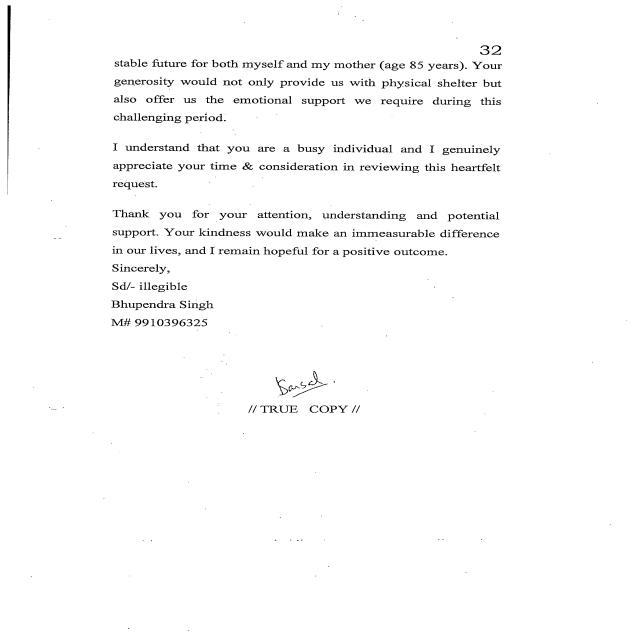 32
stable future for both myself and my mother (age 85 years). Your
generosity would not only provide us with physical shelter but
also offer us the emotional support we require during this
challenging period.
I understand that you are a busy individual and I genuinely
appreciate your time & consideration in reviewing this heartfelt
request.
Thank you for your attention, understanding and potential
support. Your kindness would make an immeasurable difference
in our lives, and I remain hopeful for a positive outcome.
Sincerely,
Sd/- illegible
Bhupendra Singh
M# 9910396325
// TRUE COPY //